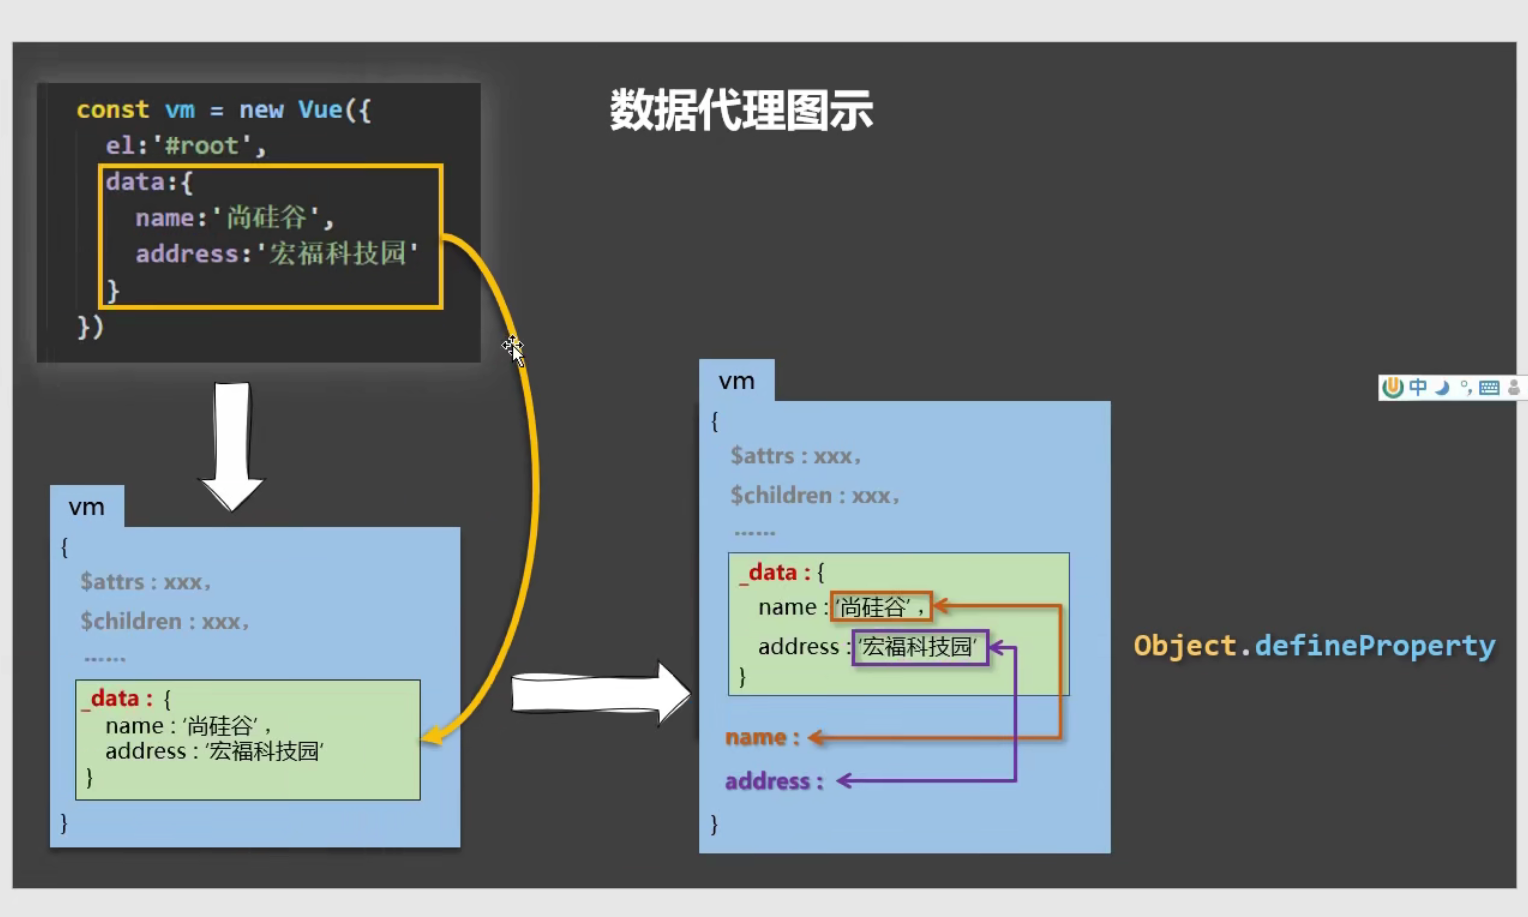 数据代理图示
const vm = new Vue({
el:'#root',
data:{
name:'尚硅谷',
address:'宏福科技园'
}
})
vm
{
$attrs : xxx,
$children : xxx,
……
_data : {
name : ‘尚硅谷’ ,
address : ‘宏福科技园’
}
}
vm
{
$attrs : xxx,
$children : xxx,
……
_data : {
name : ‘尚硅谷’ ,
address : ‘宏福科技园’
}
name :
address :
}
Object.defineProperty
中